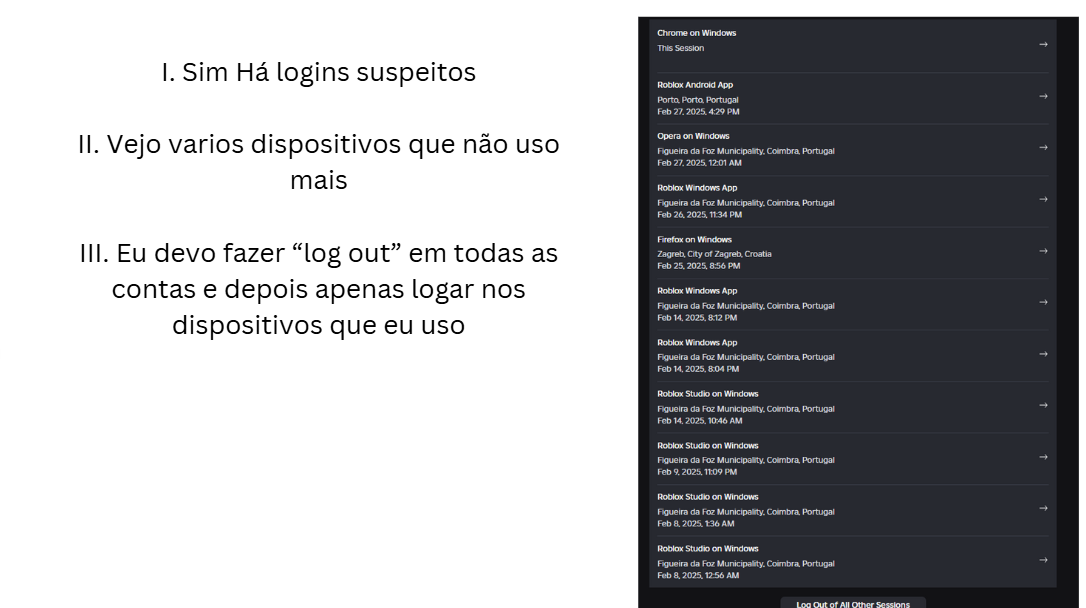 I. Sim Há logins suspeitos
II. Vejo varios dispositivos que não uso
mais
III. Eu devo fazer “log out” em todas as
contas e depois apenas logar nos
dispositivos que eu uso
Chrome on Windows
This Session
Roblox Android App
Porto, Porto, Portugal
Feb 27, 2025, 4:29 PM
Opera on Windows
Figueira da Foz Municipality, Coimbra, Portugal
Feb 27, 2025, 12:01 AM
Roblox Windows App
Figueira da Foz Municipality, Coimbra, Portugal
Feb 26, 2025, 11:34 PM
Firefox on Windows
Zagreb, City of Zagreb, Croatia
Feb 25, 2025, 8:56 PM
Roblox Windows App
Figueira da Foz Municipality, Coimbra, Portugal
Feb 14, 2025, 8:12 PM
Roblox Windows App
Figueira da Foz Municipality, Coimbra, Portugal
Feb 14, 2025, 8:04 PM
Roblox Studio on Windows
Figueira da Foz Municipality, Coimbra, Portugal
Feb 14, 2025, 10:46 AM
Roblox Studio on Windows
Figueira da Foz Municipality, Coimbra, Portugal
Feb 9, 2025, 11:09 PM
Roblox Studio on Windows
Figueira da Foz Municipality, Coimbra, Portugal
Feb 8, 2025, 1:36 AM
Roblox Studio on Windows
Figueira da Foz Municipality, Coimbra, Portugal
Feb 8, 2025, 12:56 AM
Log Out of All Other Sessions